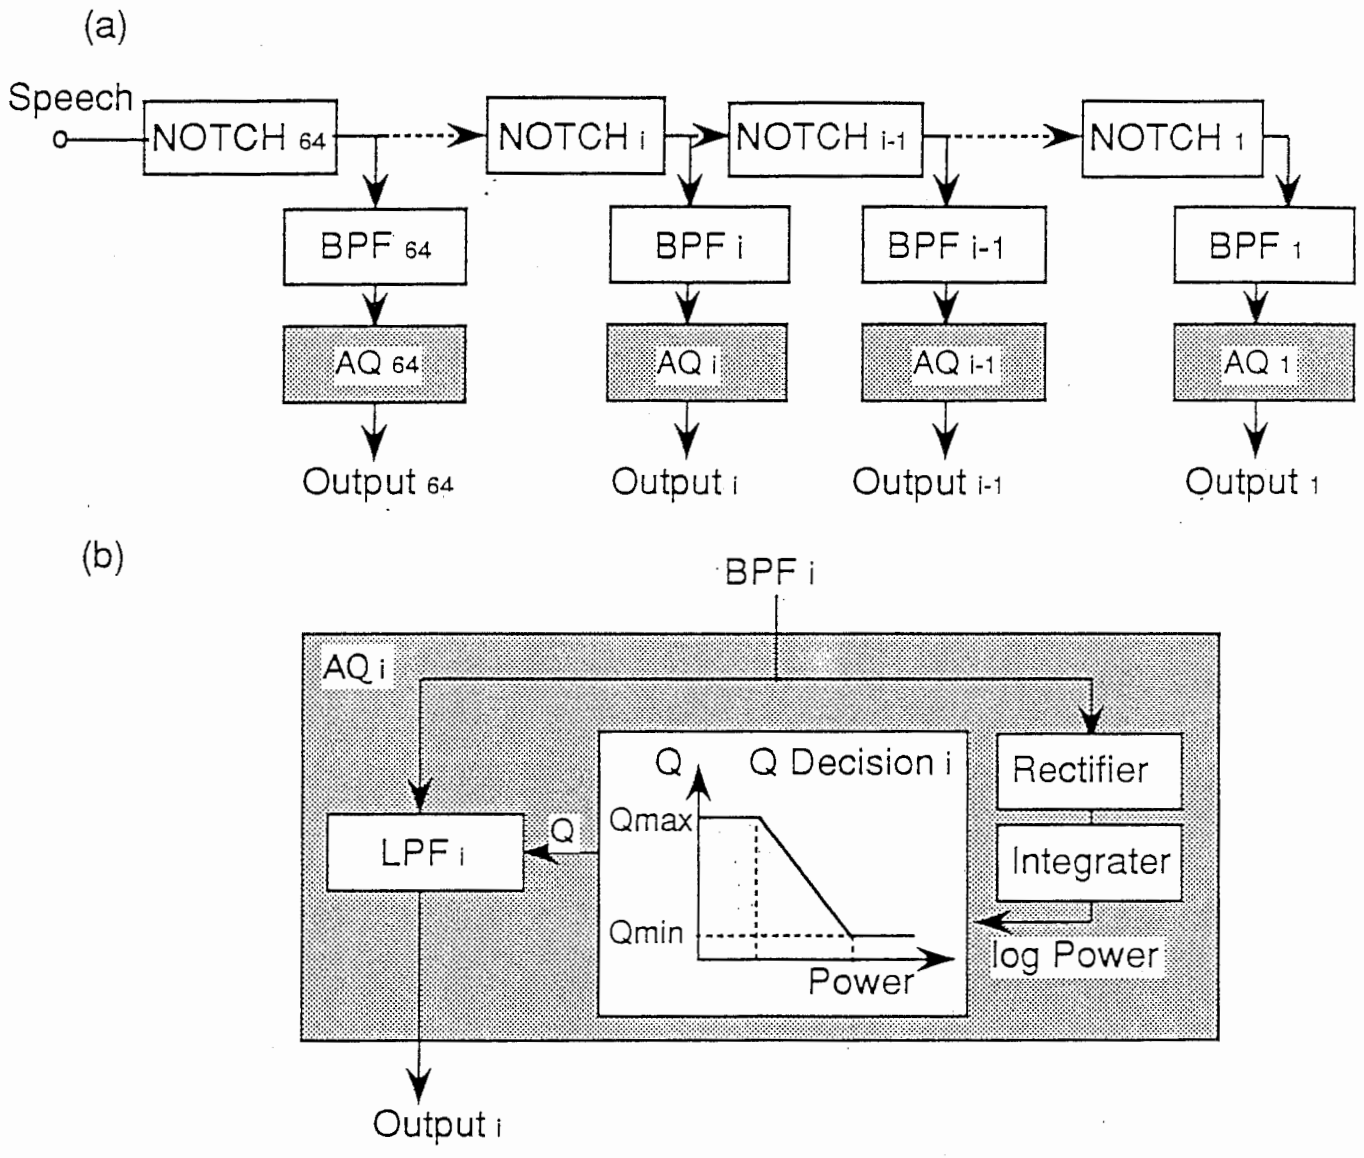 (a)
Speech
NOTCH 64 NOTCH i NOTCH i-1 NOTCH 1
BPF 64 BPF i BPF i-1 BPF 1
AQ 64 AQ i AQ i-1 AQ 1
Output 64 Output i Output i-1 Output 1
(b)
BPF i
AQ i
Q Q Decision i
Rectifier
Qmax
Q
LPF i
Integrater
Qmin
log Power
Power
Output i